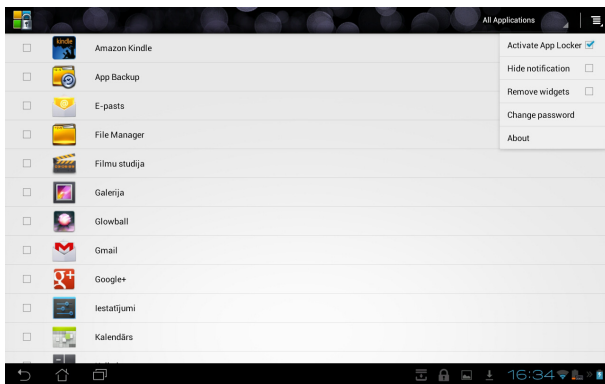 All Applications
kindle
Amazon Kindle
Activate App Locker
App Backup
Hide notification
E-pasts
Remove widgets
File Manager
Change password
Filmu studija
About
Galerija
Glowball
Gmail
Google+
Iestatījumi
Kalendārs
16:34